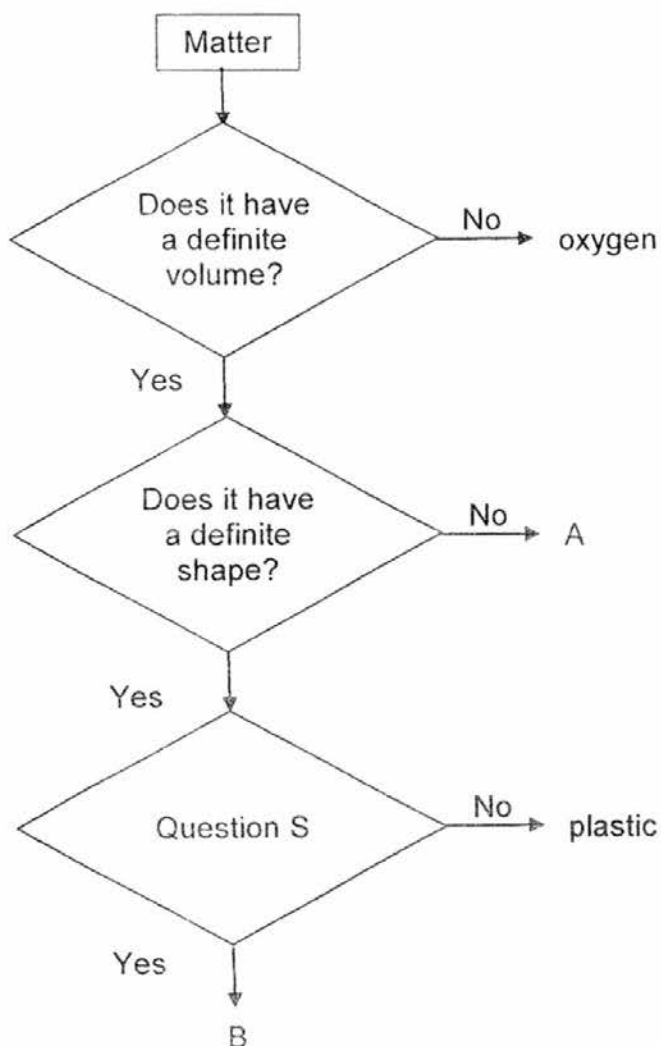 Matter
Does it have
a definite
volume?
No
oxygen
Yes
Does it have
a definite
shape?
No
A
Yes
Question S
No
plastic
Yes
B